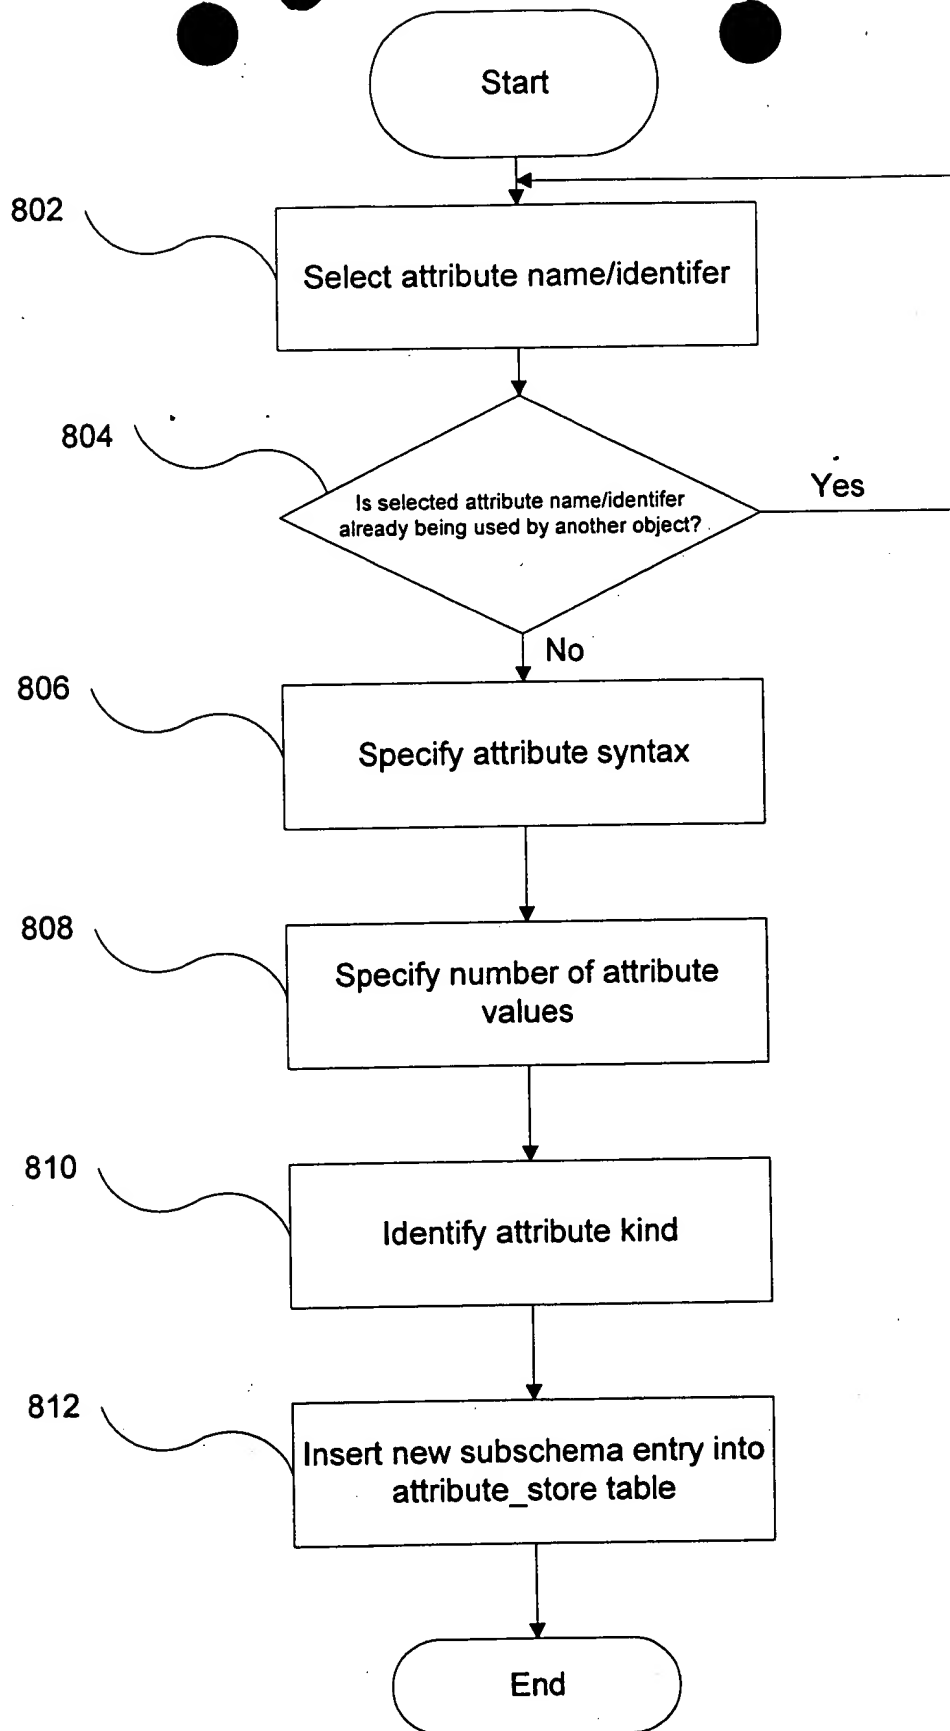 Start
802
Select attribute name/identifer
804
Is selected attribute name/identifer
already being used by another object?
Yes
No
806
Specify attribute syntax
808
Specify number of attribute
values
810
Identify attribute kind
812
Insert new subschema entry into
attribute_store table
End